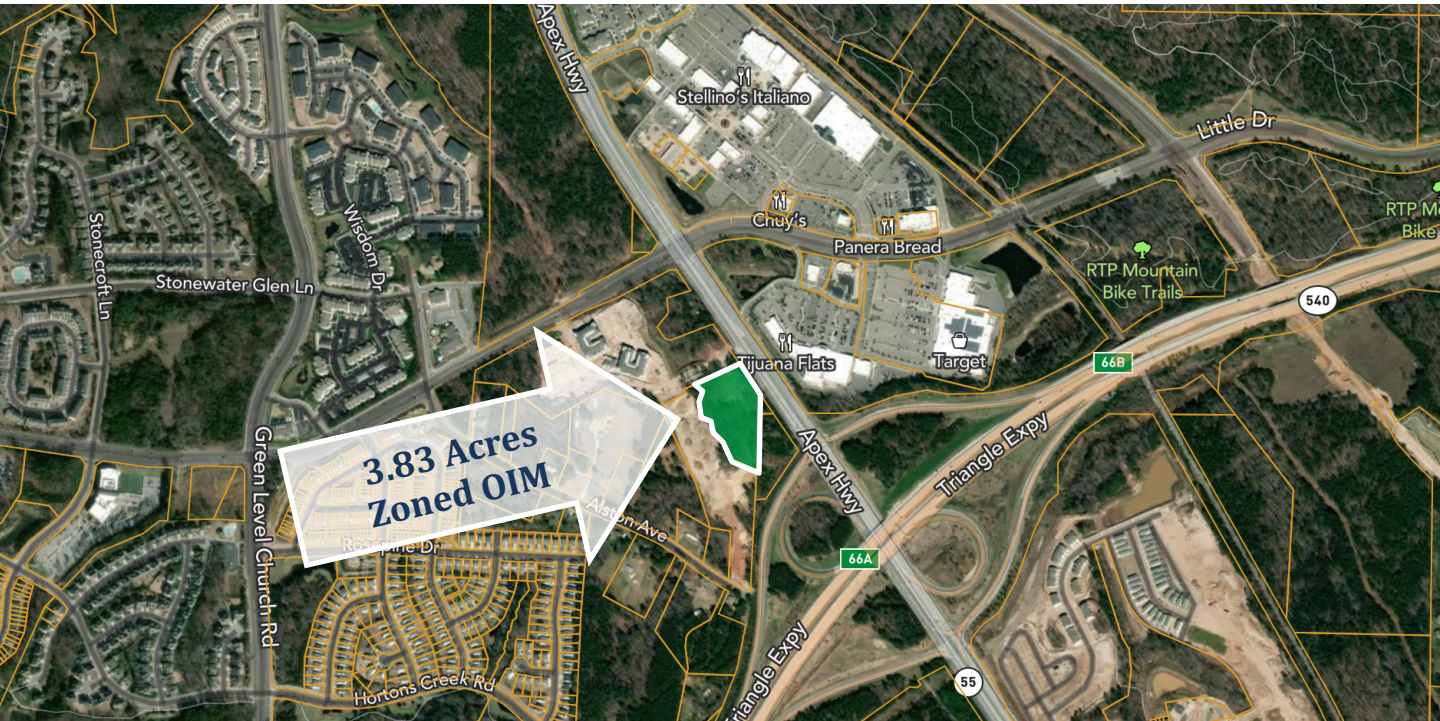 Apex Hwy
Stellino's Italiano
Little Dr
Stonecroft Ln
Wisdom Dr
Chuy's
Panera Bread
RTP Mo
Bike
RTP Mountain
Bike Trails
Stonewater Glen Ln
540
Tijuana Flats
Target
66B
3.83 Acres
Zoned OIM
Green Level Church Rd
Apex Hwy
Triangle Expy
Alston Ave
Rosepine Dr
66A
Triangle Expy
Hortons Creek Rd
55